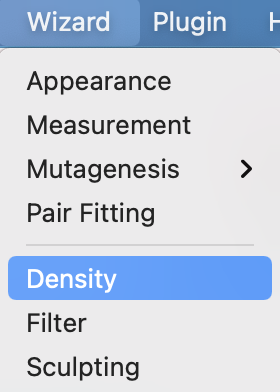 Wizard Plugin
Appearance
Measurement
Mutagenesis
Pair Fitting
Density
Filter
Sculpting